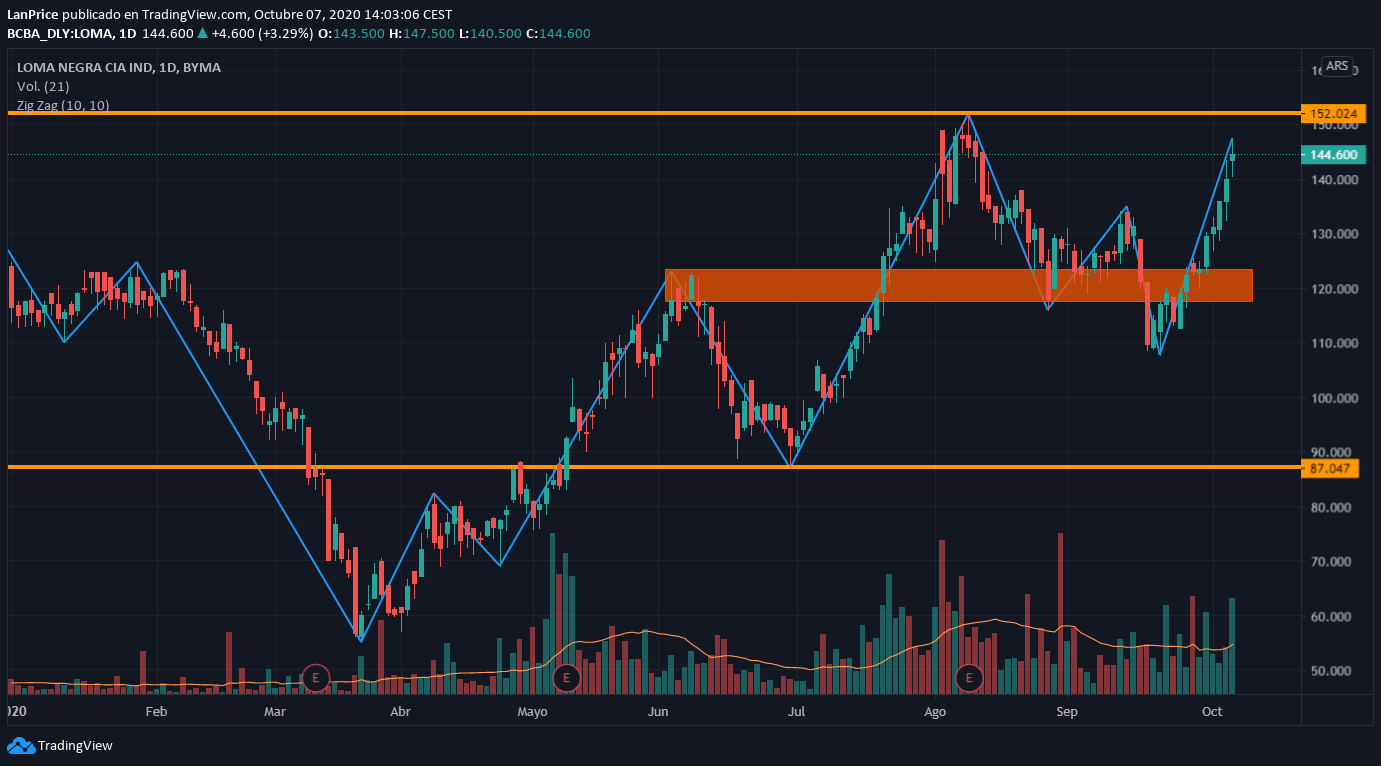 LanPrice publicado en TradingView.com, Octubre 07, 2020 14:03:06 CEST
BCBA_DLY:LOMA, 1D 144.600 ▲ +4.600 (+3.29%) O:143.500 H:147.500 L:140.500 C:144.600
LOMA NEGRA CIA IND, 1D, BYMA
Vol. (21)
Zig Zag (10, 10)
ARS
152.024
150.000
144.600
140.000
130.000
120.000
110.000
100.000
90.000
87.047
80.000
70.000
60.000
50.000
E E E
020 Feb Mar Abr Mayo Jun Jul Ago Sep Oct
TradingView